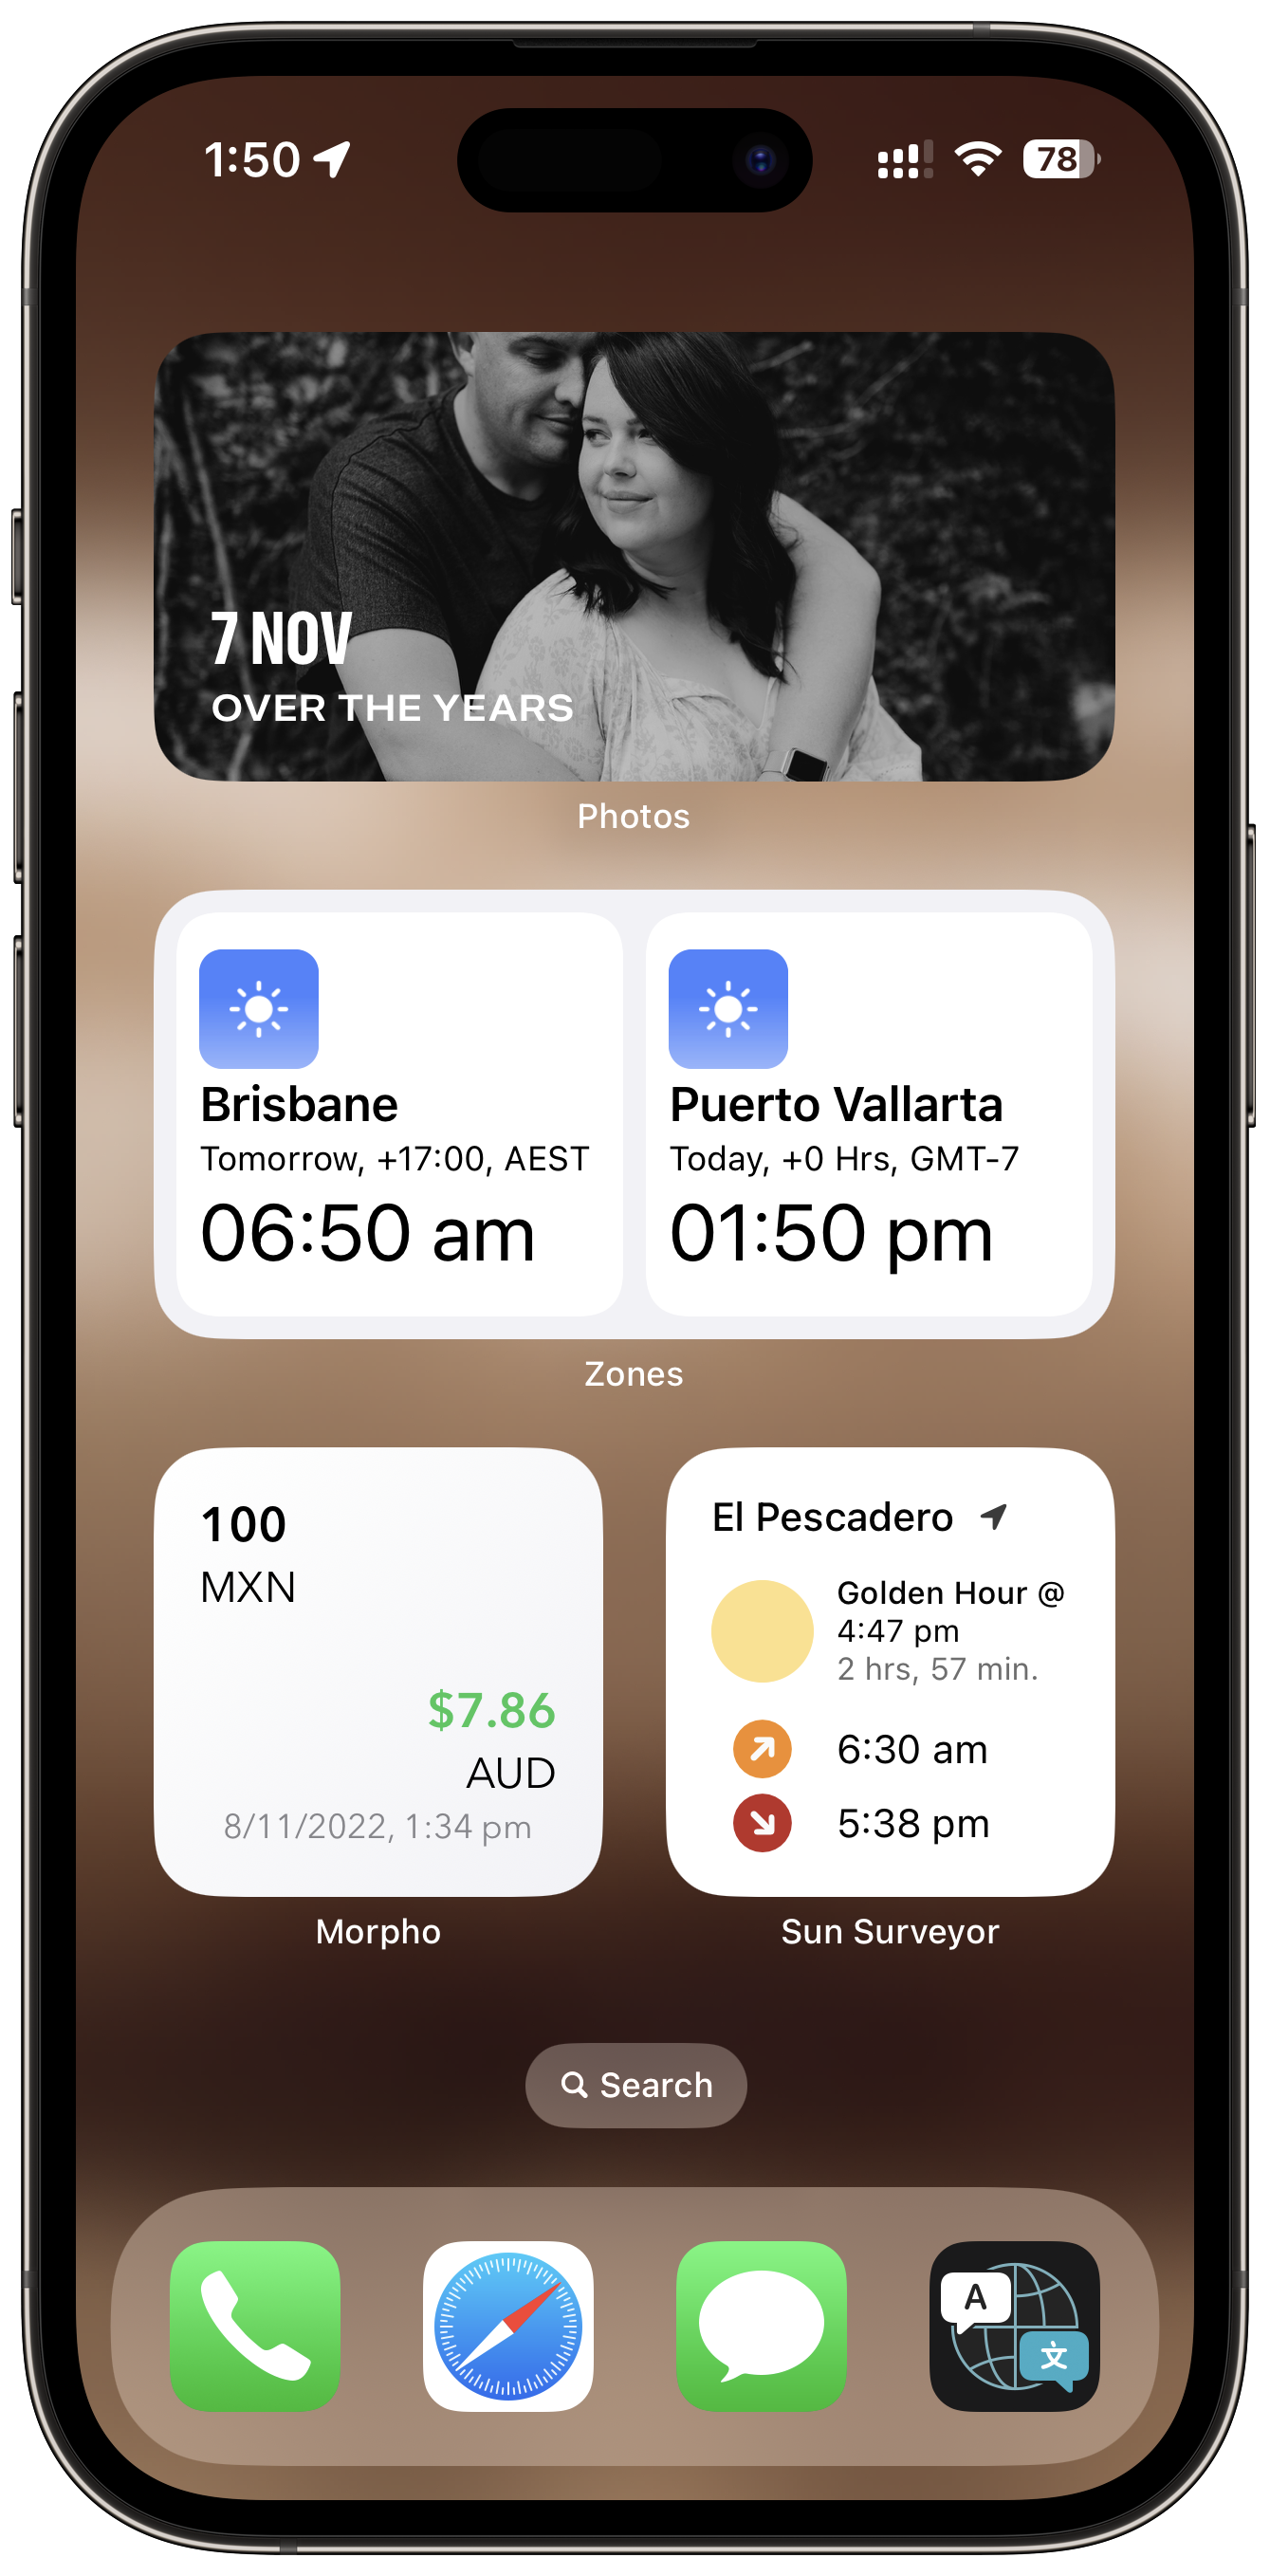 1:50
78
7 NOV
OVER THE YEARS
Photos
Brisbane
Tomorrow, +17:00, AEST
06:50 am
Puerto Vallarta
Today, +0 Hrs, GMT-7
01:50 pm
Zones
100
MXN
$7.86
AUD
8/11/2022, 1:34 pm
Morpho
El Pescadero
Golden Hour @
4:47 pm
2 hrs, 57 min.
6:30 am
5:38 pm
Sun Surveyor
Search
A
文